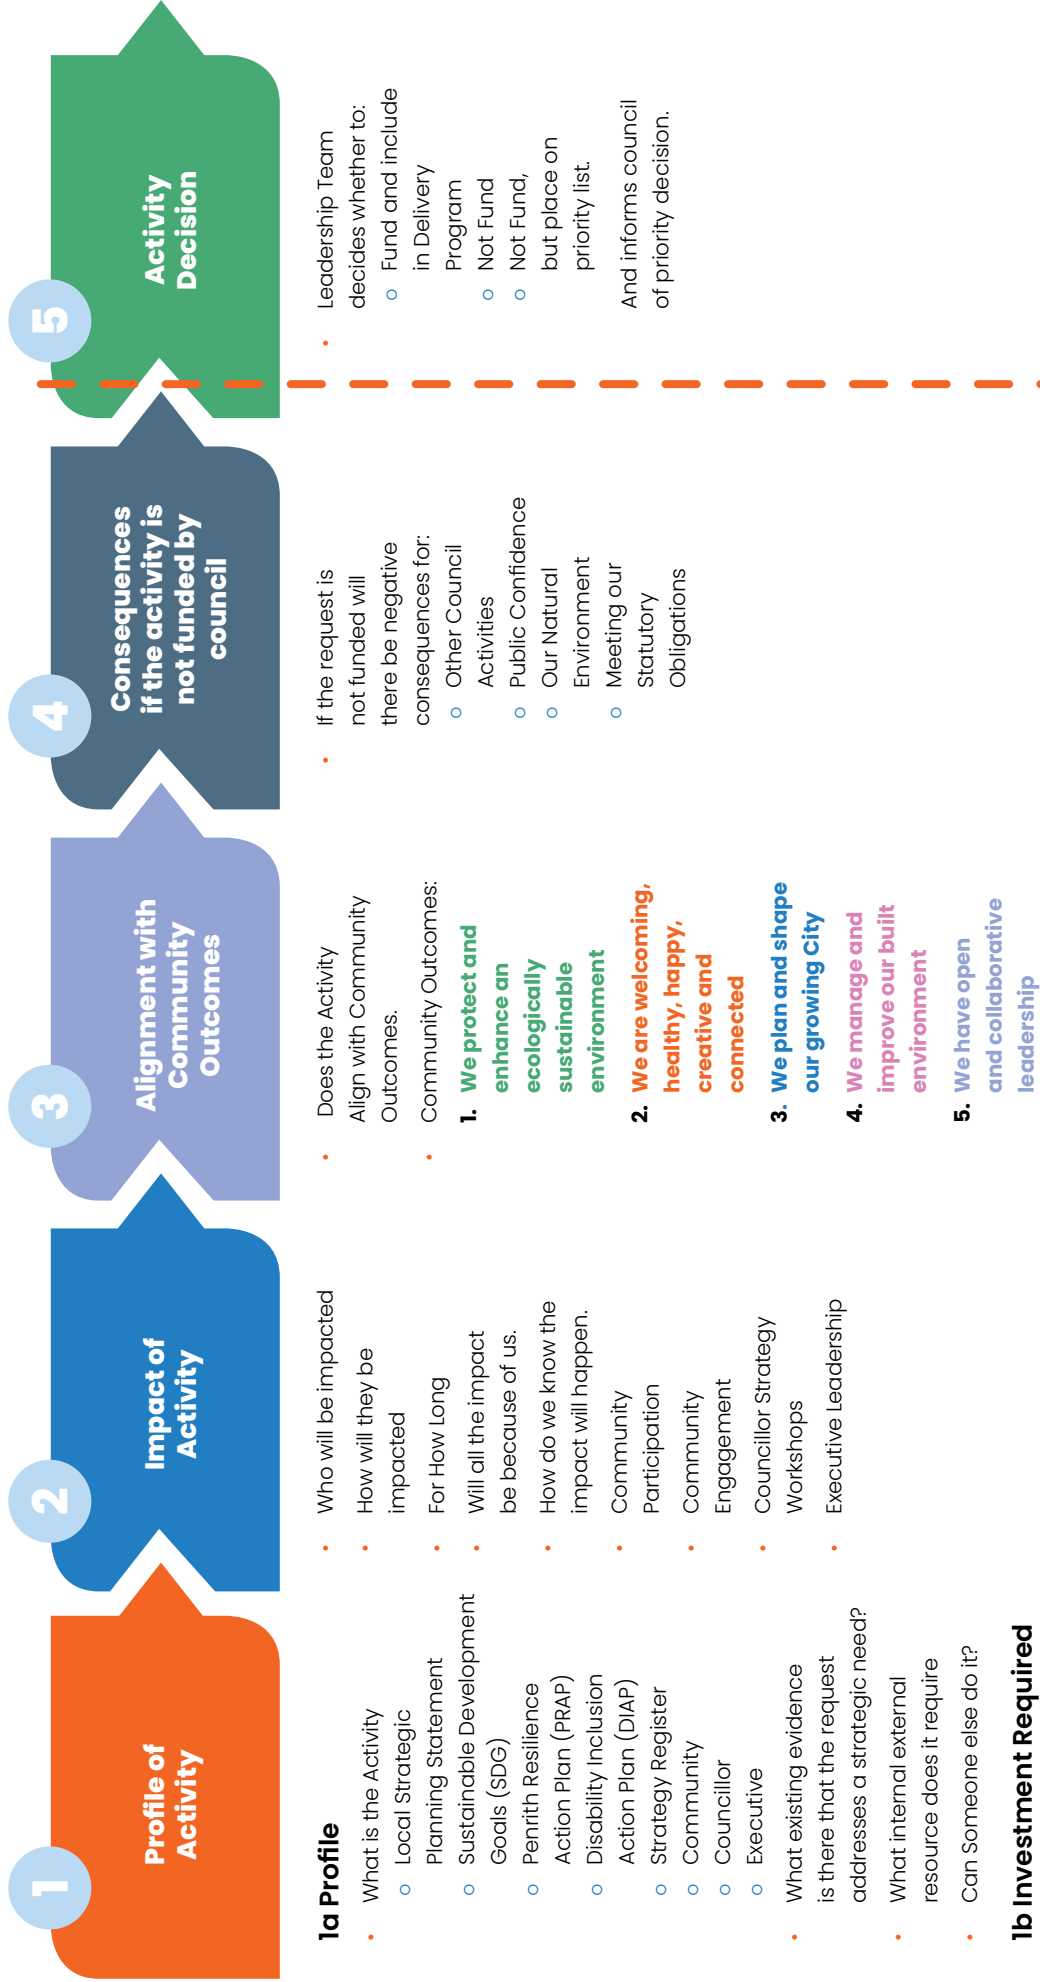 1
Profile of
Activity
1a Profile
• What is the Activity
o Local Strategic
Planning Statement
o Sustainable Development
Goals (SDG)
o Penrith Resilience
Action Plan (PRAP)
o Disability Inclusion
Action Plan (DIAP)
o Strategy Register
o Community
o Councillor
o Executive
• What existing evidence
is there that the request
addresses a strategic need?
• What internal external
resource does it require
• Can Someone else do it?
1b Investment Required
2
Impact of
Activity
• Who will be impacted
• How will they be
impacted
• For How Long
• Will all the impact
be because of us.
• How do we know the
impact will happen.
• Community
Participation
• Community
Engagement
• Councillor Strategy
Workshops
• Executive Leadership
3
Alignment with
Community
Outcomes
• Does the Activity
Align with Community
Outcomes.
• Community Outcomes:
1. We protect and
enhance an
ecologically
sustainable
environment
2. We are welcoming,
healthy, happy,
creative and
connected
3. We plan and shape
our growing City
4. We manage and
improve our built
environment
5. We have open
and collaborative
leadership
4
Consequences
if the activity is
not funded by
council
• If the request is
not funded will
there be negative
consequences for:
o Other Council
Activities
o Public Confidence
o Our Natural
Environment
o Meeting our
Statutory
Obligations
5
Activity
Decision
• Leadership Team
decides whether to:
o Fund and include
in Delivery
Program
o Not Fund
o Not Fund,
but place on
priority list.
And informs council
of priority decision.